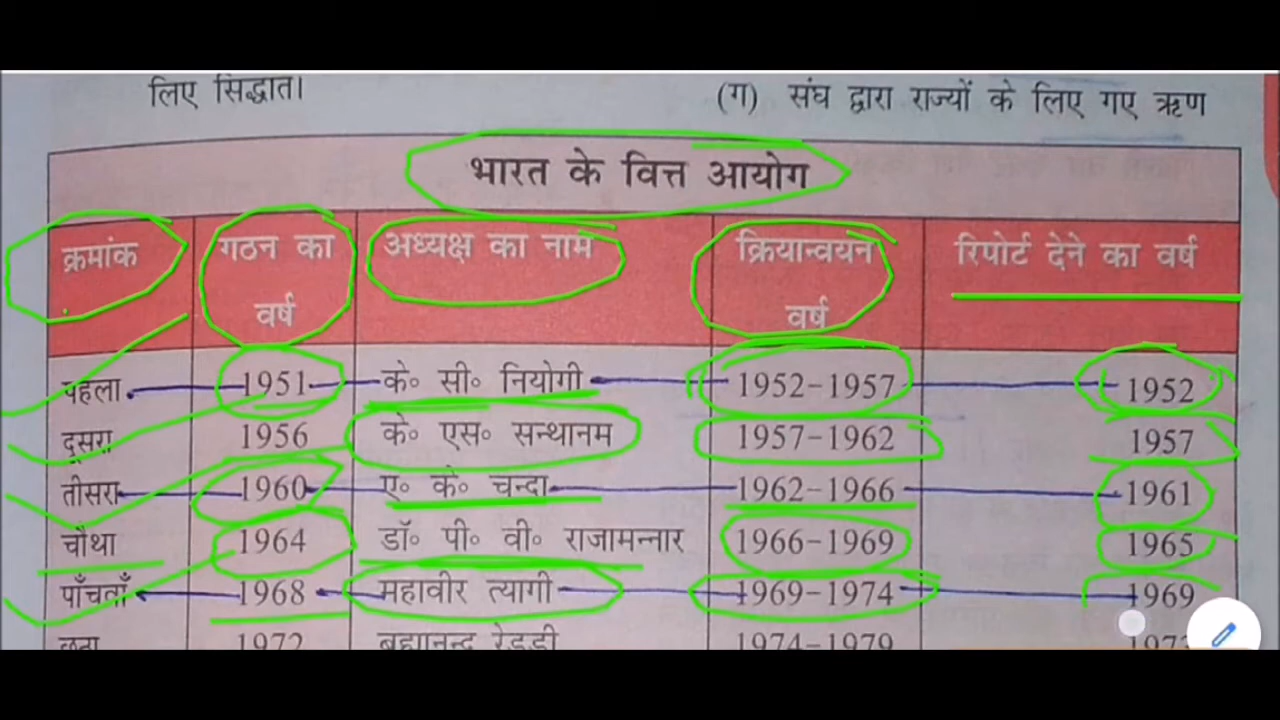 लिए सिद्धात।
(ग) संघ द्वारा राज्यों के लिए गए ऋण
भारत के वित्त आयोग
क्रमांक गठन का वर्ष अध्यक्ष का नाम क्रियान्वयन वर्ष रिपोर्ट देने का वर्ष
पहला 1951 के० सी० नियोगी 1952-1957 1952
दूसरा 1956 के० एस० सन्थानम 1957-1962 1957
तीसरा 1960 ए० के० चन्दा 1962-1966 1961
चौथा 1964 डॉ० पी० वी० राजामन्नार 1966-1969 1965
पाँचवाँ 1968 महावीर त्यागी 1969-1974 1969
1972 ब्रह्मानन्द रेड्डी 1974-1979